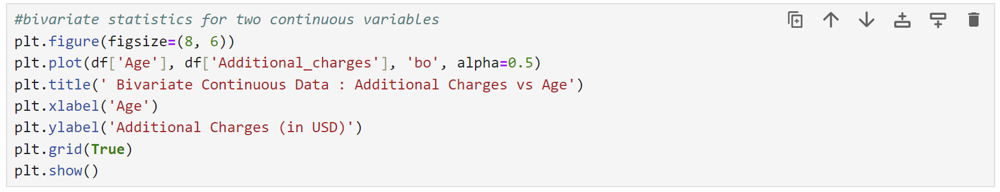 #bivariate statistics for two continuous variables
plt.figure(figsize=(8, 6))
plt.plot(df['Age'], df['Additional_charges'], 'bo', alpha=0.5)
plt.title(' Bivariate Continuous Data : Additional Charges vs Age')
plt.xlabel('Age')
plt.ylabel('Additional Charges (in USD)')
plt.grid(True)
plt.show()